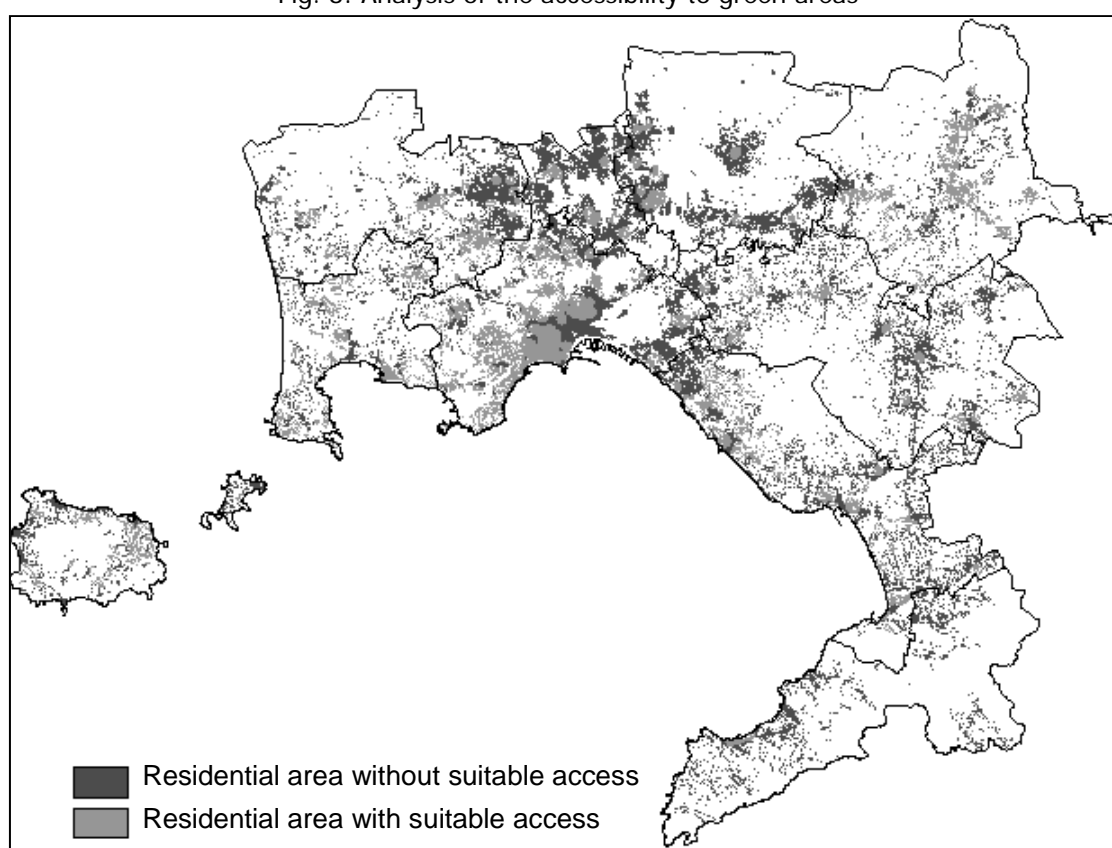 Fig. 3. Analysis of the accessibility to green areas
Residential area without suitable access
Residential area with suitable access